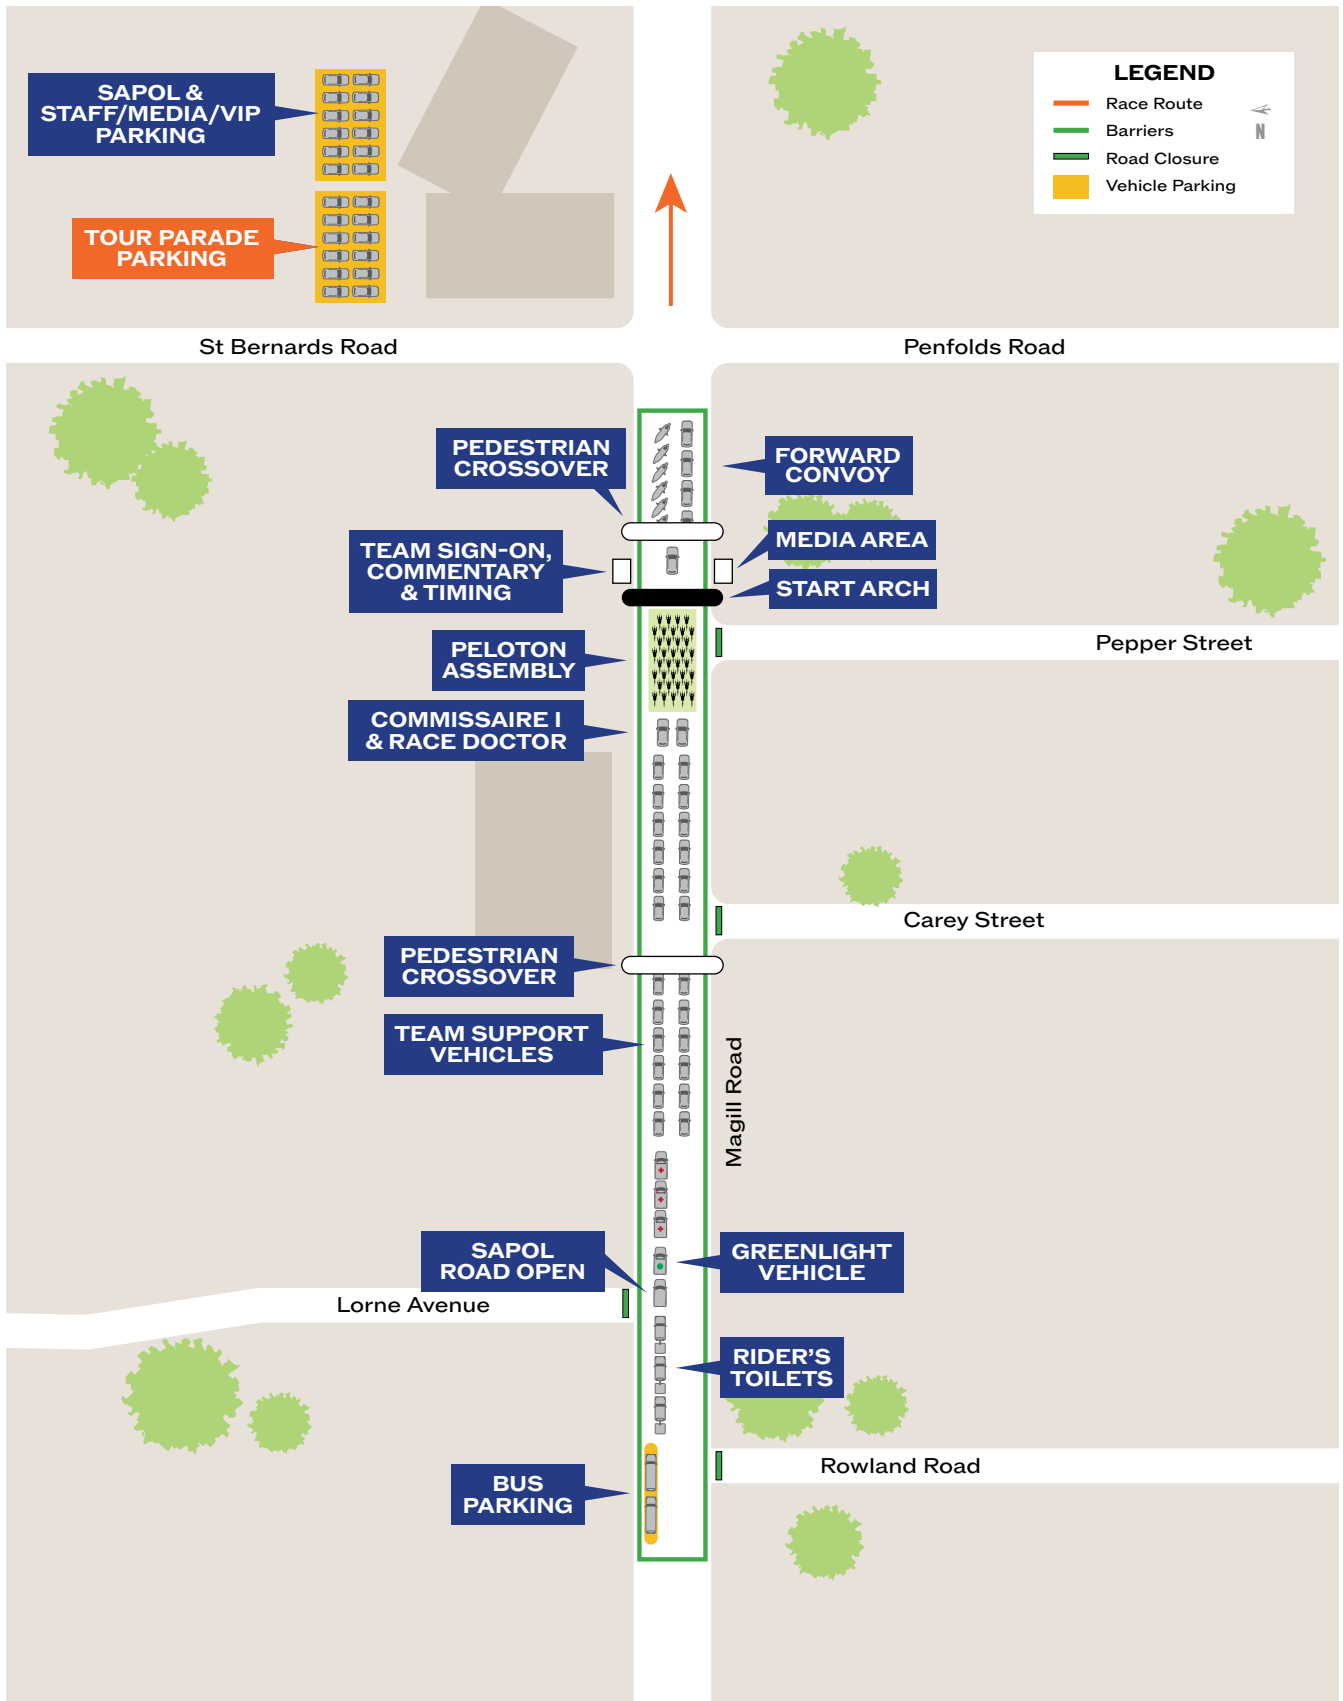 SAPOL &
STAFF/MEDIA/VIP
PARKING
TOUR PARADE
PARKING
LEGEND
Race Route
Barriers
Road Closure
Vehicle Parking
N
St Bernards Road
Penfolds Road
PEDESTRIAN
CROSSOVER
FORWARD
CONVOY
TEAM SIGN-ON,
COMMENTARY
& TIMING
MEDIA AREA
START ARCH
Pepper Street
PELOTON
ASSEMBLY
COMMISSAIRE I
& RACE DOCTOR
Carey Street
PEDESTRIAN
CROSSOVER
TEAM SUPPORT
VEHICLES
Magill Road
SAPOL
ROAD OPEN
GREENLIGHT
VEHICLE
Lorne Avenue
RIDER'S
TOILETS
Rowland Road
BUS
PARKING